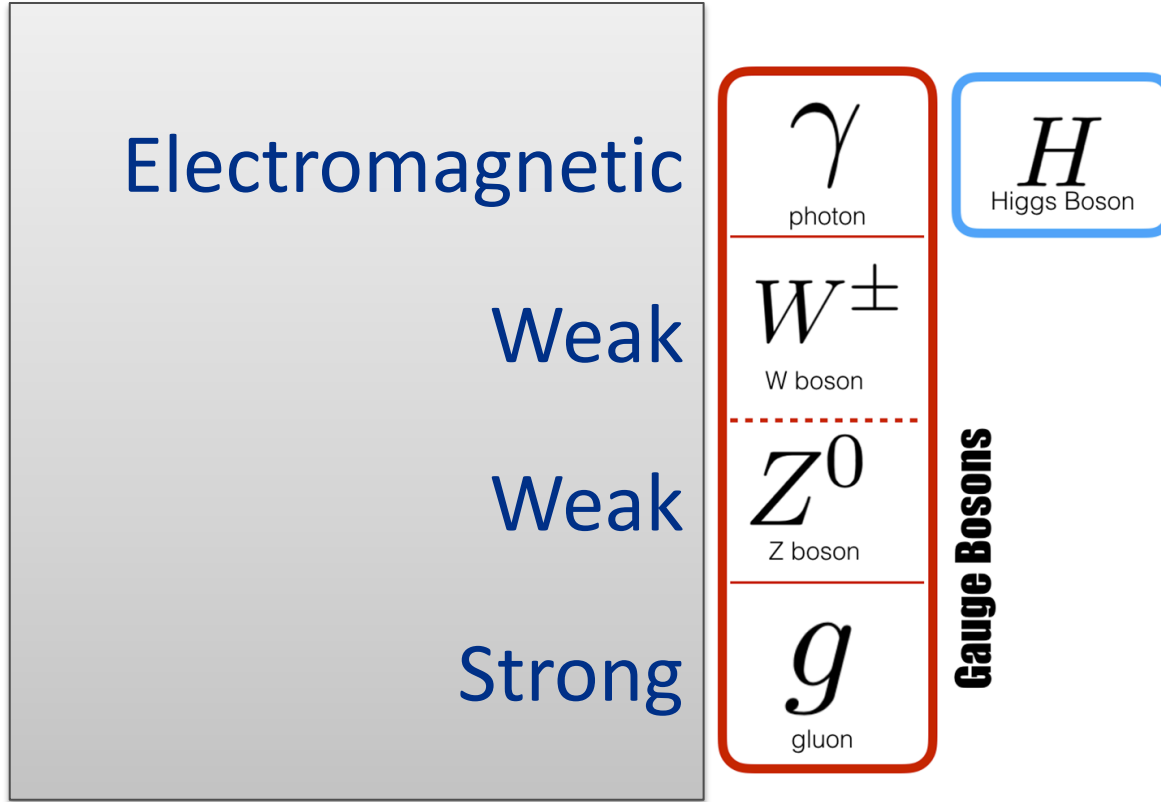 Electromagnetic
γ
photon
H
Higgs Boson
Weak
W±
W boson
Weak
Z⁰
Z boson
Strong
g
gluon
Gauge Bosons